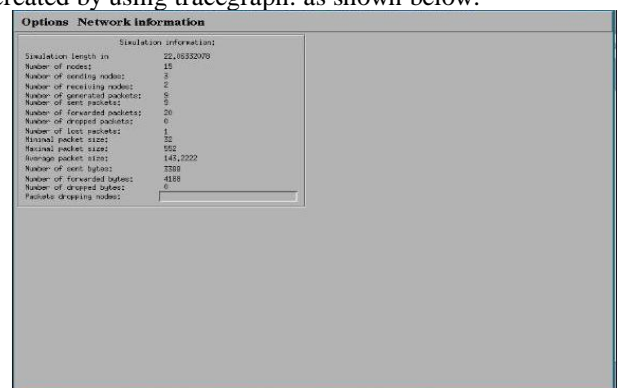 created by using tracegraph. as shown below.
Options Network information
Simulation information:
Simulation length in 22,06332078
Number of nodes: 15
Number of sending nodes: 3
Number of receiving nodes: 2
Number of generated packets: 9
Number of sent packets: 5
Number of forwarded packets: 20
Number of dropped packets: 0
Number of lost packets: 1
Minimal packet size: 32
Maximal packet size: 552
Average packet size: 143,2222
Number of sent bytes: 3380
Number of forwarded bytes: 4188
Number of dropped bytes: 0
Packets dropping nodes: